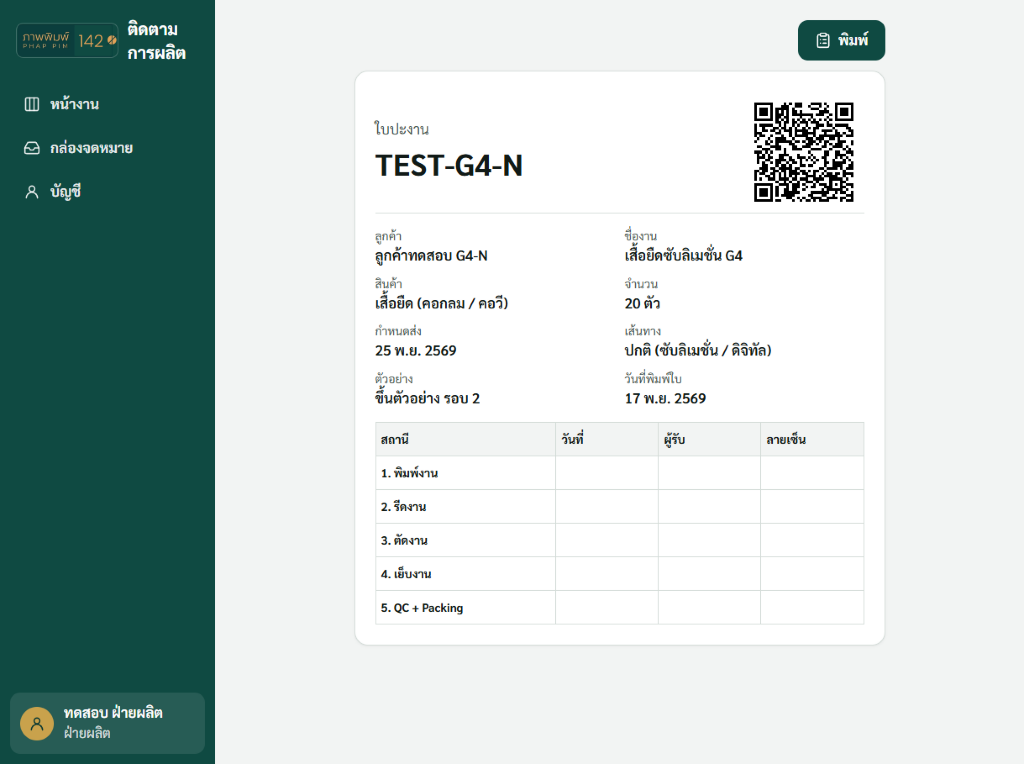 ภาพพิมพ์
PHAP PIM
142
ติดตาม
การผลิต
หน้างาน
กล่องจดหมาย
บัญชี
ทดสอบ ฝ่ายผลิต
ฝ่ายผลิต
พิมพ์
ใบปะงาน
TEST-G4-N
ลูกค้า
ลูกค้าทดสอบ G4-N
ชื่องาน
เสื้อยืดซับลิเมชั่น G4
สินค้า
เสื้อยืด (คอกลม / คอวี)
จำนวน
20 ตัว
กำหนดส่ง
25 พ.ย. 2569
เส้นทาง
ปกติ (ซับลิเมชั่น / ดิจิทัล)
ตัวอย่าง
ขึ้นตัวอย่าง รอบ 2
วันที่พิมพ์ใบ
17 พ.ย. 2569
สถานี วันที่ ผู้รับ ลายเซ็น
1. พิมพ์งาน
2. รีดงาน
3. ตัดงาน
4. เย็บงาน
5. QC + Packing